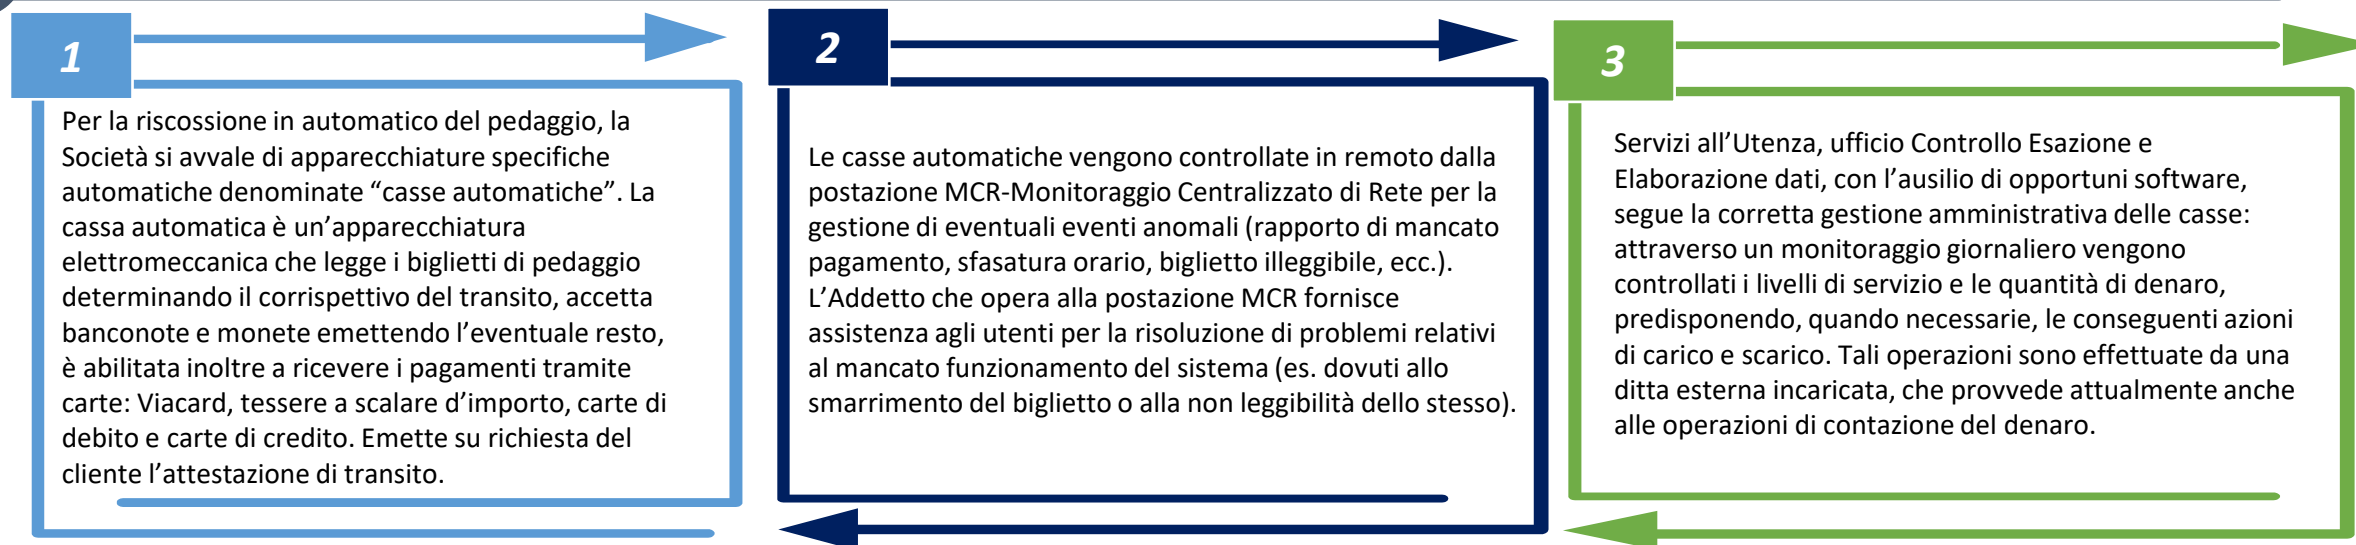 1
Per la riscossione in automatico del pedaggio, la
Società si avvale di apparecchiature specifiche
automatiche denominate “casse automatiche”. La
cassa automatica è un’apparecchiatura
elettromeccanica che legge i biglietti di pedaggio
determinando il corrispettivo del transito, accetta
banconote e monete emettendo l’eventuale resto,
è abilitata inoltre a ricevere i pagamenti tramite
carte: Viacard, tessere a scalare d’importo, carte di
debito e carte di credito. Emette su richiesta del
cliente l’attestazione di transito.
2
Le casse automatiche vengono controllate in remoto dalla
postazione MCR-Monitoraggio Centralizzato di Rete per la
gestione di eventuali eventi anomali (rapporto di mancato
pagamento, sfasatura orario, biglietto illeggibile, ecc.).
L’Addetto che opera alla postazione MCR fornisce
assistenza agli utenti per la risoluzione di problemi relativi
al mancato funzionamento del sistema (es. dovuti allo
smarrimento del biglietto o alla non leggibilità dello stesso).
3
Servizi all’Utenza, ufficio Controllo Esazione e
Elaborazione dati, con l’ausilio di opportuni software,
segue la corretta gestione amministrativa delle casse:
attraverso un monitoraggio giornaliero vengono
controllati i livelli di servizio e le quantità di denaro,
predisponendo, quando necessarie, le conseguenti azioni
di carico e scarico. Tali operazioni sono effettuate da una
ditta esterna incaricata, che provvede attualmente anche
alle operazioni di contazione del denaro.